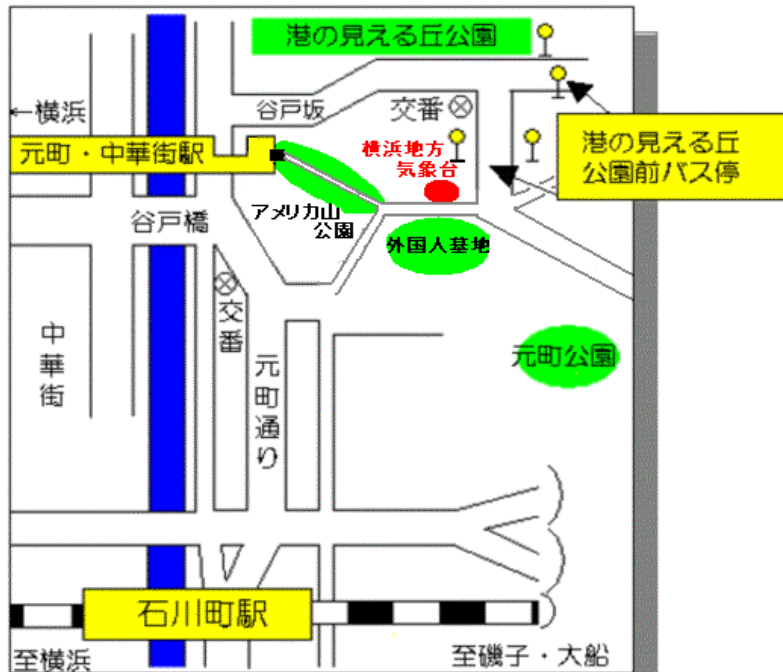 港の見える丘公園
←横浜
谷戸坂
交番
元町・中華街駅
横浜地方
気象台
港の見える丘
公園前バス停
谷戸橋
アメリカ山
公園
外国人墓地
交番
中華街
元町通り
元町公園
石川町駅
至横浜
至磯子・大船